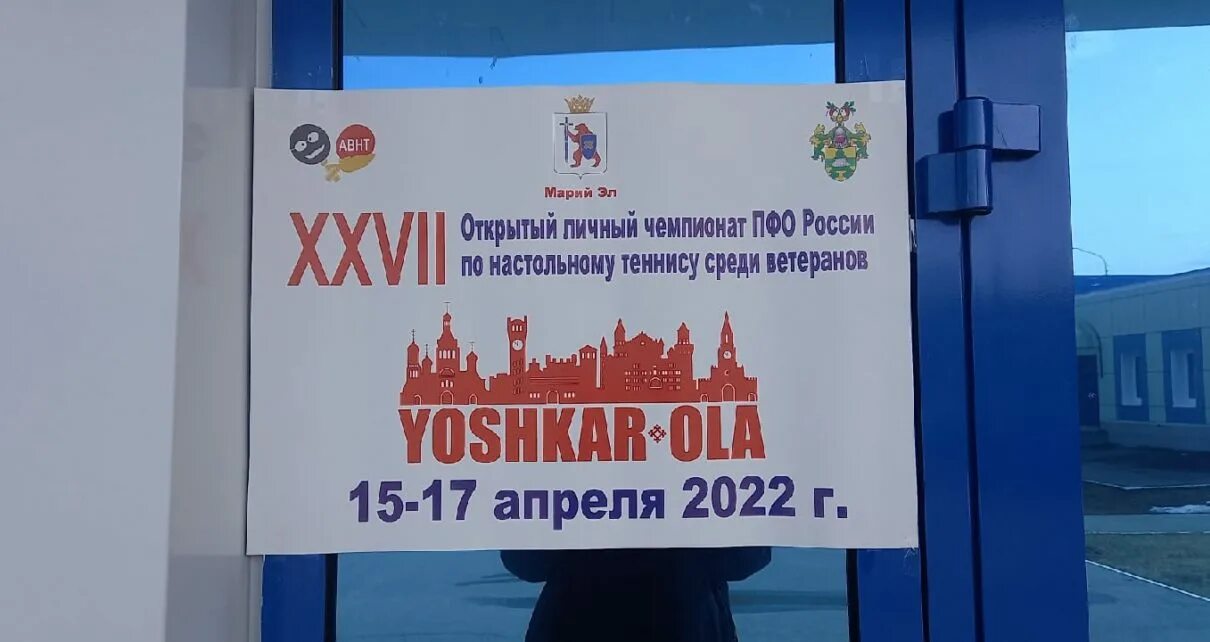 АВНТ
Марий Эл
XXVII
Открытый личный чемпионат ПФО России
по настольному теннису среди ветеранов
YOSHKAR-OLA
15-17 апреля 2022 г.